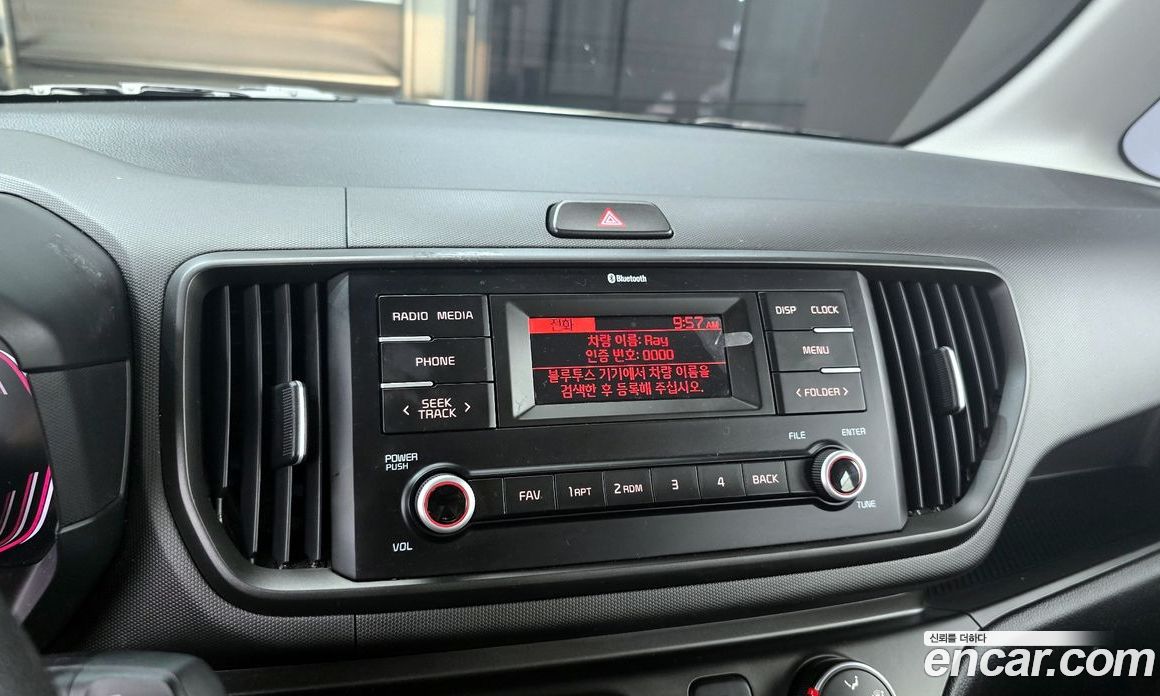 Bluetooth
RADIO MEDIA
PHONE
SEEK
TRACK
전화 9:57 AM
차량 이름: Ray
인증 번호: 0000
블루투스 기기에서 차량 이름을
검색한 후 등록해 주십시오.
DISP CLOCK
MENU
< FOLDER >
POWER
PUSH
VOL
FAV.
1 RPT
2 RDM
3
4
BACK
FILE
ENTER
TUNE
신뢰를 더하다
encar.com